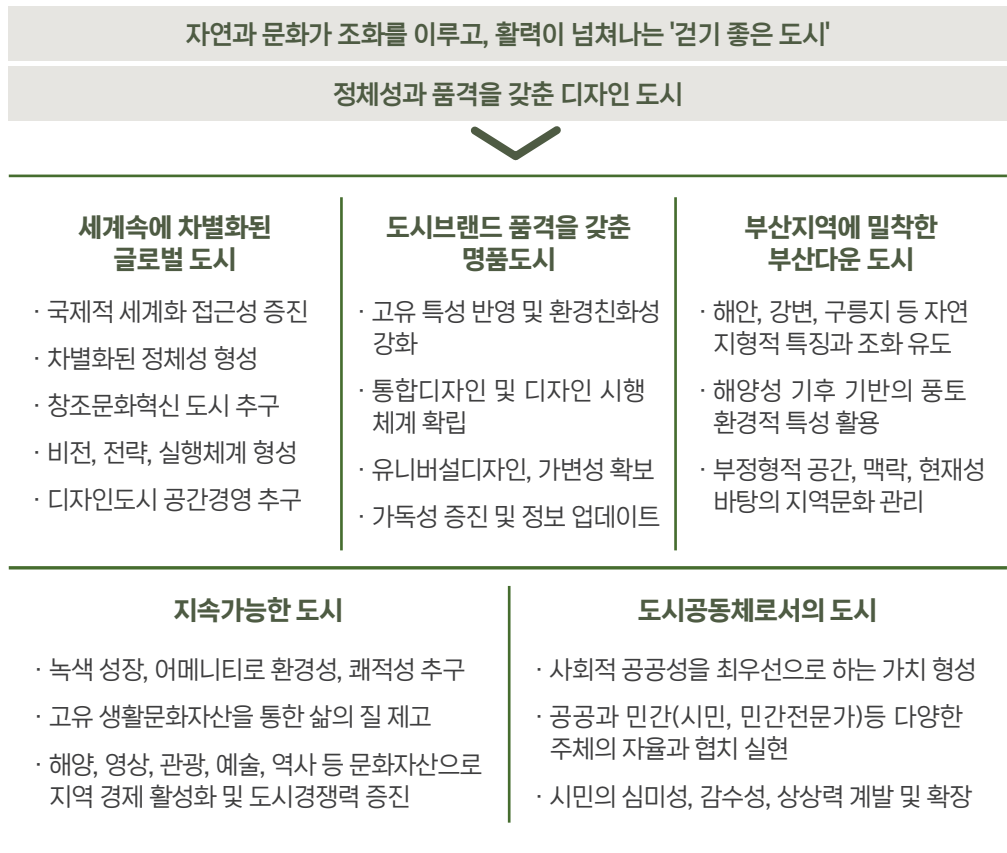 자연과 문화가 조화를 이루고, 활력이 넘쳐나는 '걷기 좋은 도시'
정체성과 품격을 갖춘 디자인 도시
세계속에 차별화된
글로벌 도시
· 국제적 세계화 접근성 증진
· 차별화된 정체성 형성
· 창조문화혁신 도시 추구
· 비전, 전략, 실행체계 형성
· 디자인도시 공간경영 추구
도시브랜드 품격을 갖춘
명품도시
· 고유 특성 반영 및 환경친화성
강화
· 통합디자인 및 디자인 시행
체계 확립
· 유니버설디자인, 가변성 확보
· 가독성 증진 및 정보 업데이트
부산지역에 밀착한
부산다운 도시
· 해안, 강변, 구릉지 등 자연
지형적 특징과 조화 유도
· 해양성 기후 기반의 풍토
환경적 특성 활용
· 부정형적 공간, 맥락, 현재성
바탕의 지역문화 관리
지속가능한 도시
· 녹색 성장, 어메니티로 환경성, 쾌적성 추구
· 고유 생활문화자산을 통한 삶의 질 제고
· 해양, 영상, 관광, 예술, 역사 등 문화자산으로
지역 경제 활성화 및 도시경쟁력 증진
도시공동체로서의 도시
· 사회적 공공성을 최우선으로 하는 가치 형성
· 공공과 민간(시민, 민간전문가)등 다양한
주체의 자율과 협치 실현
· 시민의 심미성, 감수성, 상상력 계발 및 확장